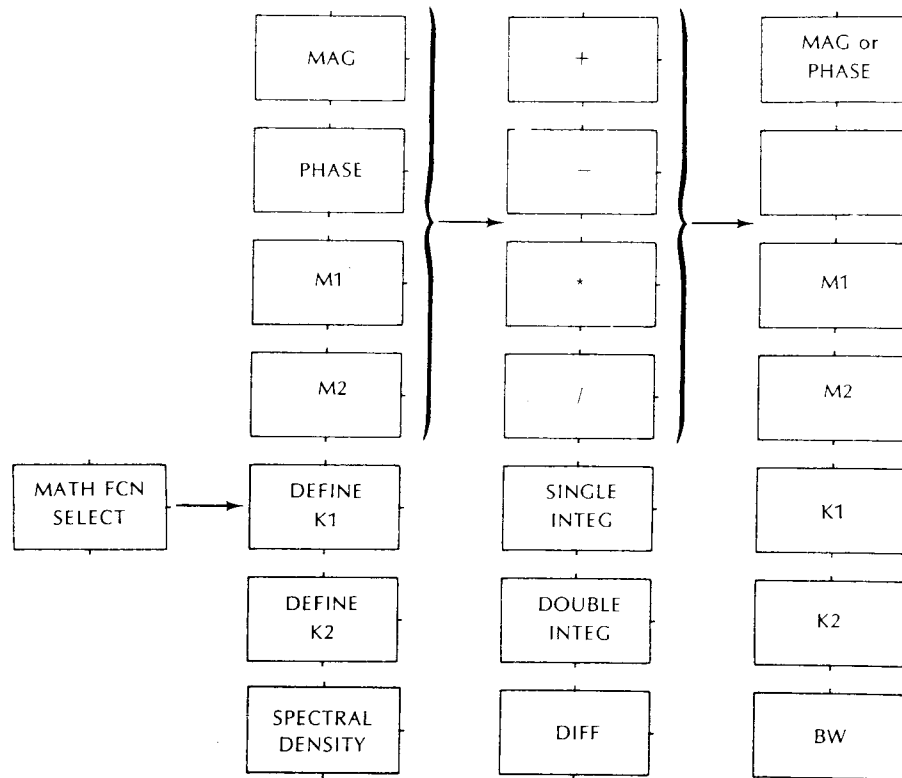 MAG
+
MAG or
PHASE
PHASE
−
M1
*
M1
M2
/
M2
MATH FCN
SELECT
DEFINE
K1
SINGLE
INTEG
K1
DEFINE
K2
DOUBLE
INTEG
K2
SPECTRAL
DENSITY
DIFF
BW